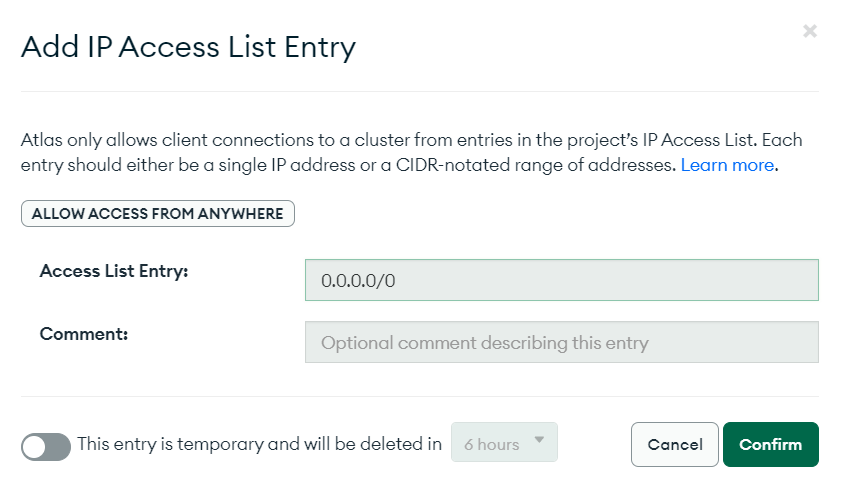 Add IP Access List Entry
×
Atlas only allows client connections to a cluster from entries in the project's IP Access List. Each
entry should either be a single IP address or a CIDR-notated range of addresses. Learn more.
ALLOW ACCESS FROM ANYWHERE
Access List Entry:
0.0.0.0/0
Comment:
Optional comment describing this entry
This entry is temporary and will be deleted in 6 hours
Cancel
Confirm